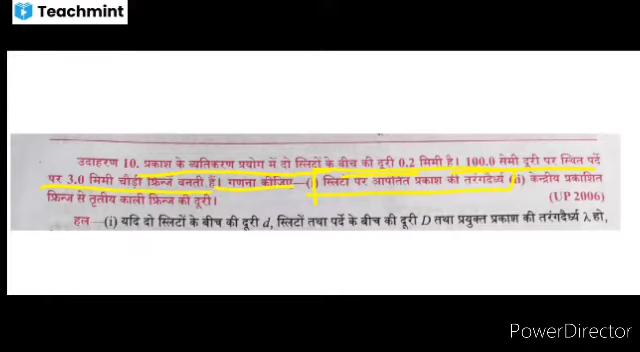 Teachmint
उदाहरण 10. प्रकाश के व्यतिकरण प्रयोग में दो स्लिटों के बीच की दूरी 0.2 मिमी है। 100.0 सेमी दूरी पर स्थित पर्दे
पर 3.0 मिमी चौड़ी फ्रिन्ज बनती हैं। गणना कीजिए—(i) स्लिटों पर आपतित प्रकाश की तरंगदैर्ध्य (ii) केन्द्रीय प्रकाशित
फ्रिन्ज से तृतीय काली फ्रिन्ज की दूरी। (UP 2006)
हल—(i) यदि दो स्लिटों के बीच की दूरी d, स्लिटों तथा पर्दे के बीच की दूरी D तथा प्रयुक्त प्रकाश की तरंगदैर्ध्य λ हो,
PowerDirector